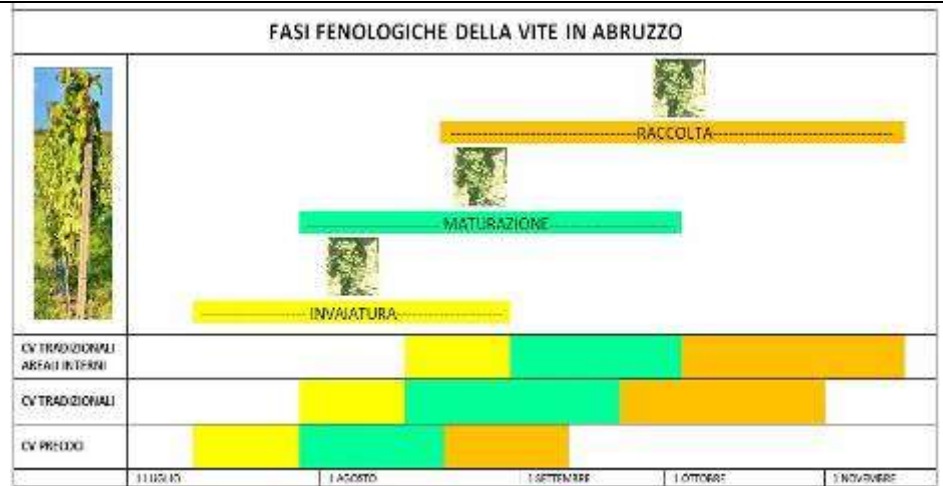 FASI FENOLOGICHE DELLA VITE IN ABRUZZO
RACCOLTA
MATURAZIONE
INVAIATURA
CV TRADIZIONALI
AREALI INTERNI
CV TRADIZIONALI
CV PRECOCI
1 LUGLIO 1 AGOSTO 1 SETTEMBRE 1 OTTOBRE 1 NOVEMBRE